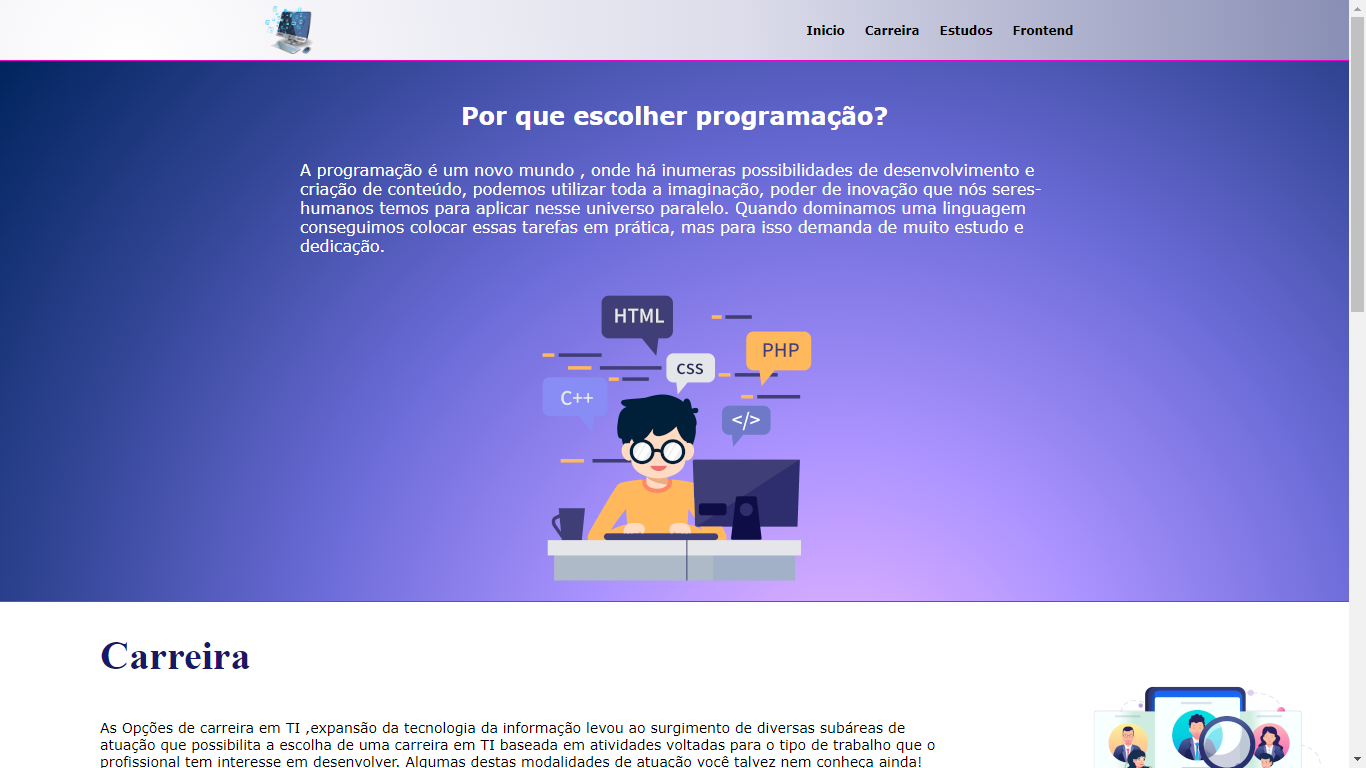 Inicio Carreira Estudos Frontend
Por que escolher programação?
A programação é um novo mundo , onde há inumeras possibilidades de desenvolvimento e
criação de conteúdo, podemos utilizar toda a imaginação, poder de inovação que nós seres-
humanos temos para aplicar nesse universo paralelo. Quando dominamos uma linguagem
conseguimos colocar essas tarefas em prática, mas para isso demanda de muito estudo e
dedicação.
HTML
PHP
CSS
C++
</>
Carreira
As Opções de carreira em TI ,expansão da tecnologia da informação levou ao surgimento de diversas subáreas de
atuação que possibilita a escolha de uma carreira em TI baseada em atividades voltadas para o tipo de trabalho que o
profissional tem interesse em desenvolver. Algumas destas modalidades de atuação você talvez nem conheça ainda!